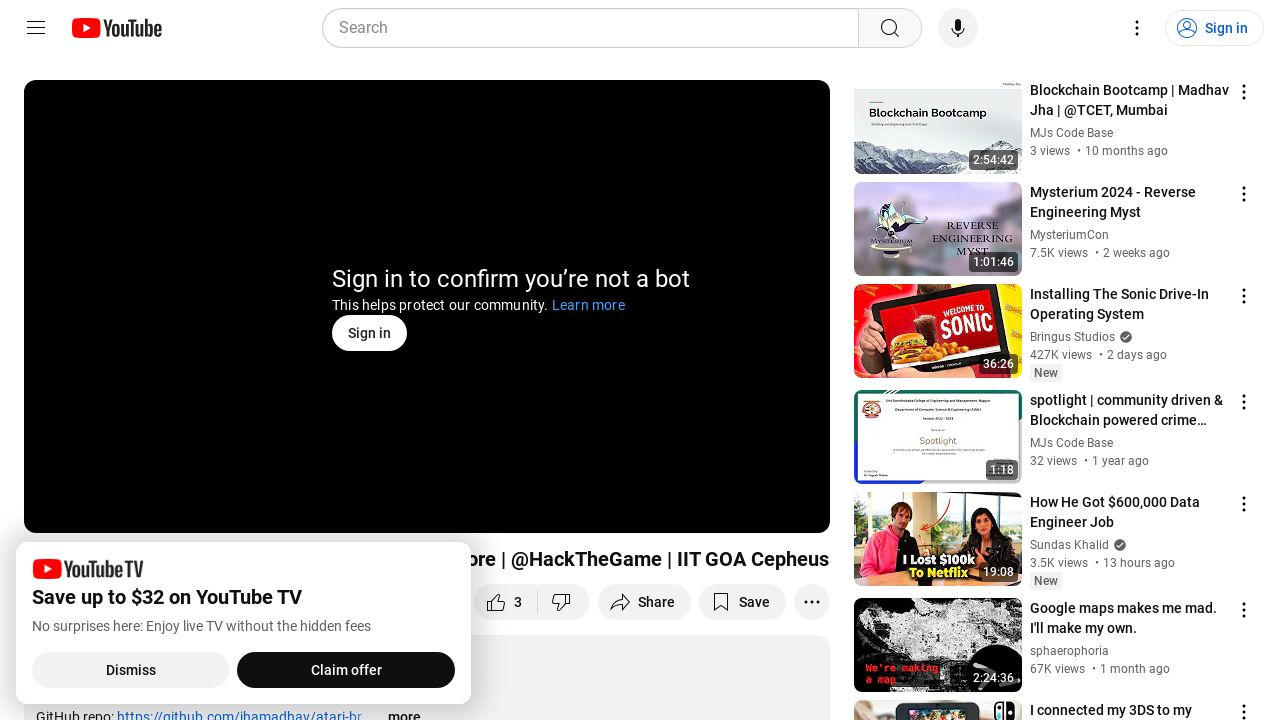 YouTube
Search
Sign in
Sign in to confirm you’re not a bot
This helps protect our community. Learn more
Sign in
ore | @HackTheGame | IIT GOA Cepheus
3
Share
Save
YouTube TV
Save up to $32 on YouTube TV
No surprises here: Enjoy live TV without the hidden fees
Dismiss
Claim offer
GitHub repo: https://github.com/jhamadhav/atari-br
...more
Blockchain Bootcamp
2:54:42
Blockchain Bootcamp | Madhav
Jha | @TCET, Mumbai
MJs Code Base
3 views • 10 months ago
MYSTERIUM
REVERSE
ENGINEERING
MYST
1:01:46
Mysterium 2024 - Reverse
Engineering Myst
MysteriumCon
7.5K views • 2 weeks ago
WELCOME TO
SONIC
36:26
Installing The Sonic Drive-In
Operating System
Bringus Studios
427K views • 2 days ago
New
Spotlight
1:18
spotlight | community driven &
Blockchain powered crime…
MJs Code Base
32 views • 1 year ago
I Lost $100k
To Netflix
19:08
How He Got $600,000 Data
Engineer Job
Sundas Khalid
3.5K views • 13 hours ago
New
We're making
a map
2:24:36
Google maps makes me mad.
I'll make my own.
sphaerophoria
67K views • 1 month ago
I connected my 3DS to my